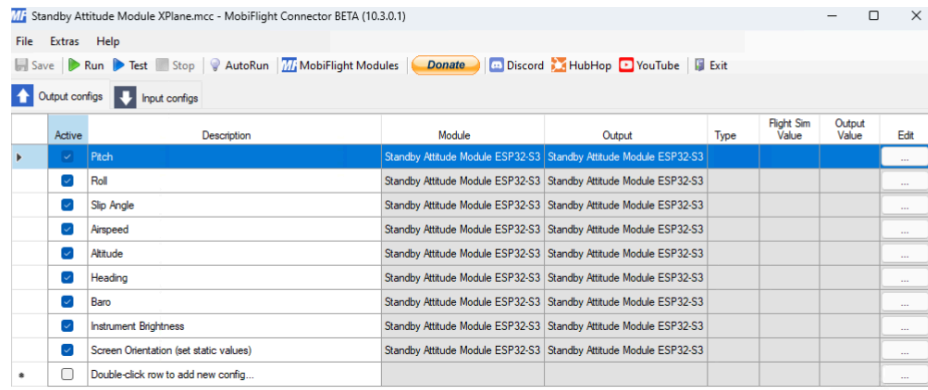 Standby Attitude Module XPlane.mcc - MobiFlight Connector BETA (10.3.0.1)
File Extras Help
Save Run Test Stop AutoRun MobiFlight Modules Donate Discord HubHop YouTube Exit
Output configs Input configs
Active Description Module Output Type Flight Sim Value Output Value Edit
Pitch Standby Attitude Module ESP32-S3 Standby Attitude Module ESP32-S3 ...
Roll Standby Attitude Module ESP32-S3 Standby Attitude Module ESP32-S3 ...
Slip Angle Standby Attitude Module ESP32-S3 Standby Attitude Module ESP32-S3 ...
Airspeed Standby Attitude Module ESP32-S3 Standby Attitude Module ESP32-S3 ...
Altitude Standby Attitude Module ESP32-S3 Standby Attitude Module ESP32-S3 ...
Heading Standby Attitude Module ESP32-S3 Standby Attitude Module ESP32-S3 ...
Baro Standby Attitude Module ESP32-S3 Standby Attitude Module ESP32-S3 ...
Instrument Brightness Standby Attitude Module ESP32-S3 Standby Attitude Module ESP32-S3 ...
Screen Orientation (set static values) Standby Attitude Module ESP32-S3 Standby Attitude Module ESP32-S3 ...
Double-click row to add new config... ...